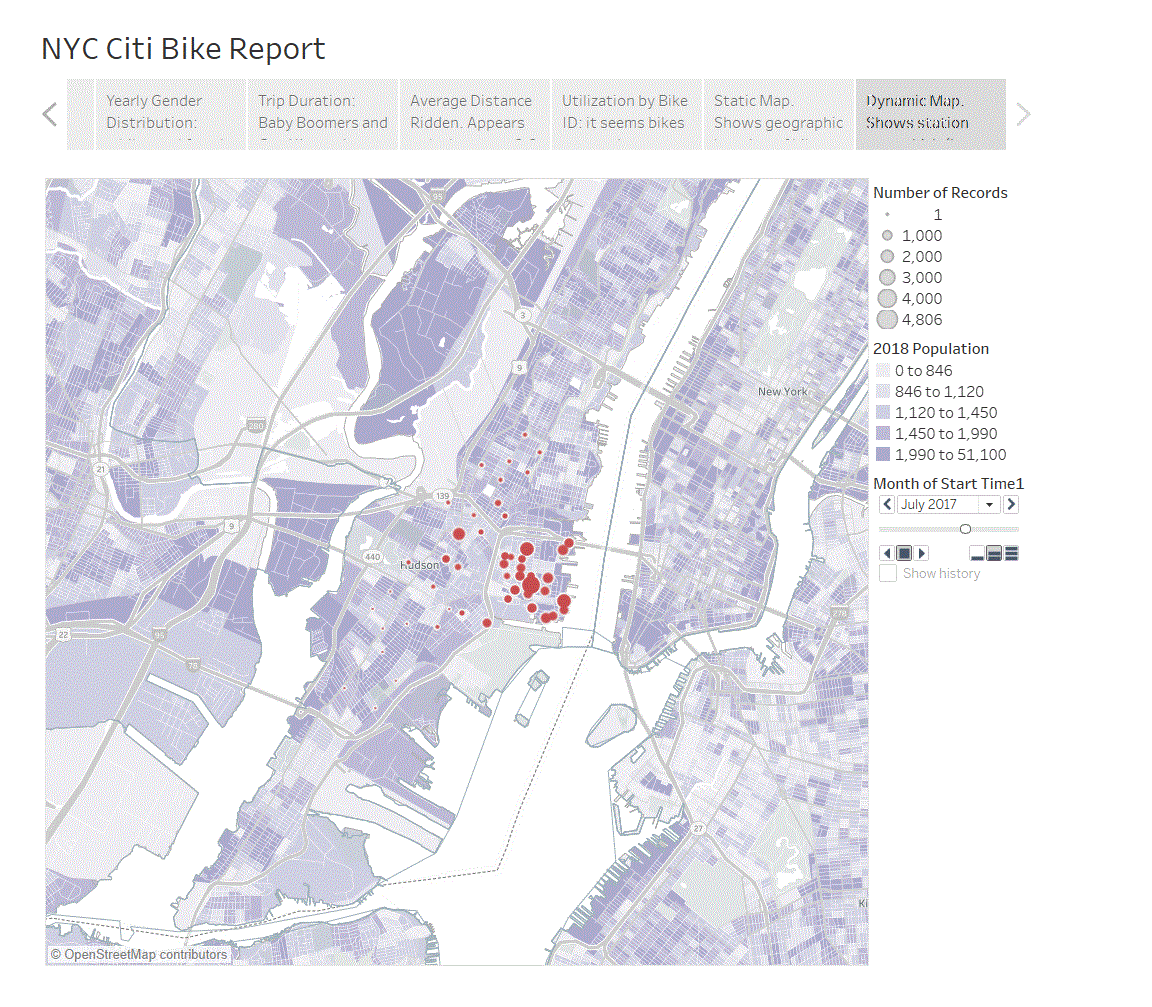 NYC Citi Bike Report
Yearly Gender
Distribution:
Trip Duration:
Baby Boomers and
Average Distance
Ridden. Appears
Utilization by Bike
ID: it seems bikes
Static Map.
Shows geographic
Dynamic Map.
Shows station
Number of Records
1
1,000
2,000
3,000
4,000
4,806
2018 Population
0 to 846
846 to 1,120
1,120 to 1,450
1,450 to 1,990
1,990 to 51,100
Month of Start Time1
July 2017
Show history
95
3
9
New York
280
21
139
9
440
Hudson
22
95
78
27
Ki
© OpenStreetMap contributors